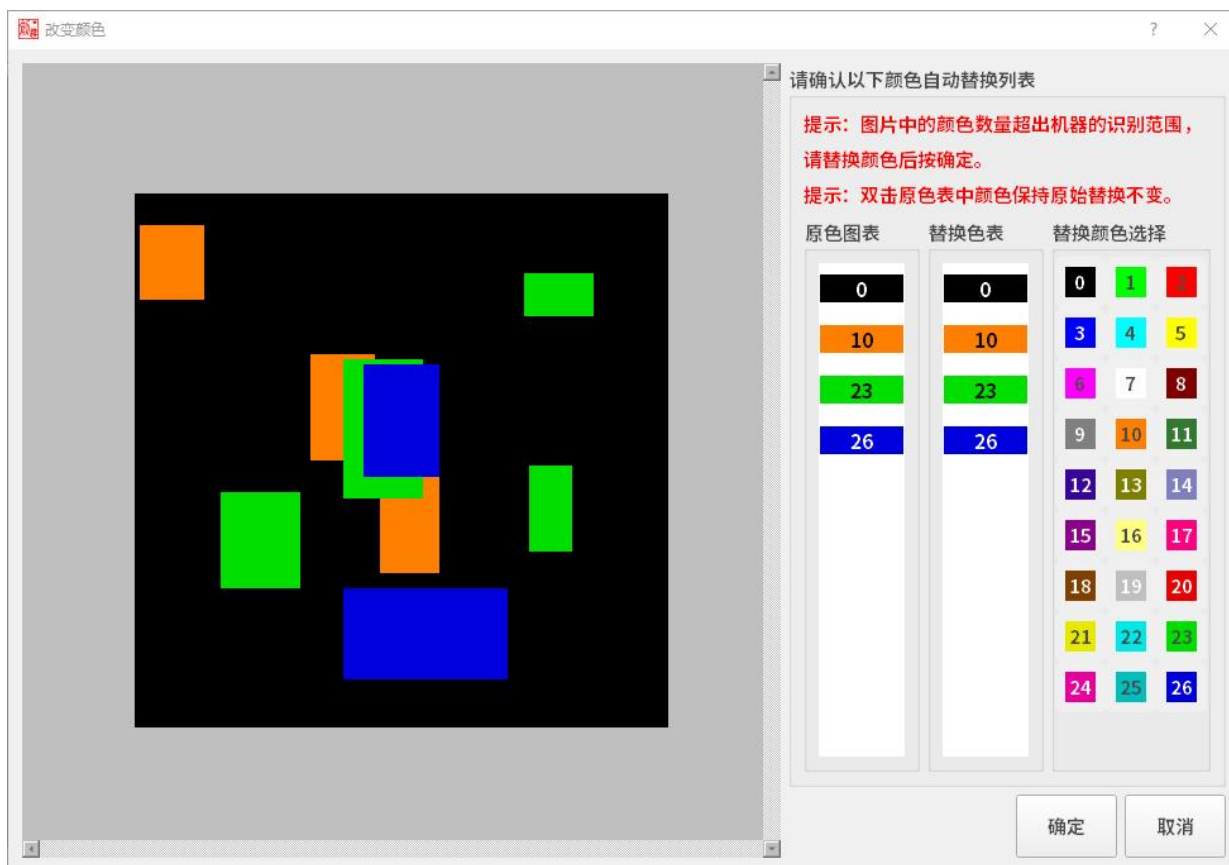 改变颜色
?
请确认以下颜色自动替换列表
提示：图片中的颜色数量超出机器的识别范围，
请替换颜色后按确定。
提示：双击原色表中颜色保持原始替换不变。
原色图表 替换色表 替换颜色选择
0 0 0 1 2
10 10 3 4 5
23 23 6 7 8
26 26 9 10 11
12 13 14
15 16 17
18 19 20
21 22 23
24 25 26
确定 取消